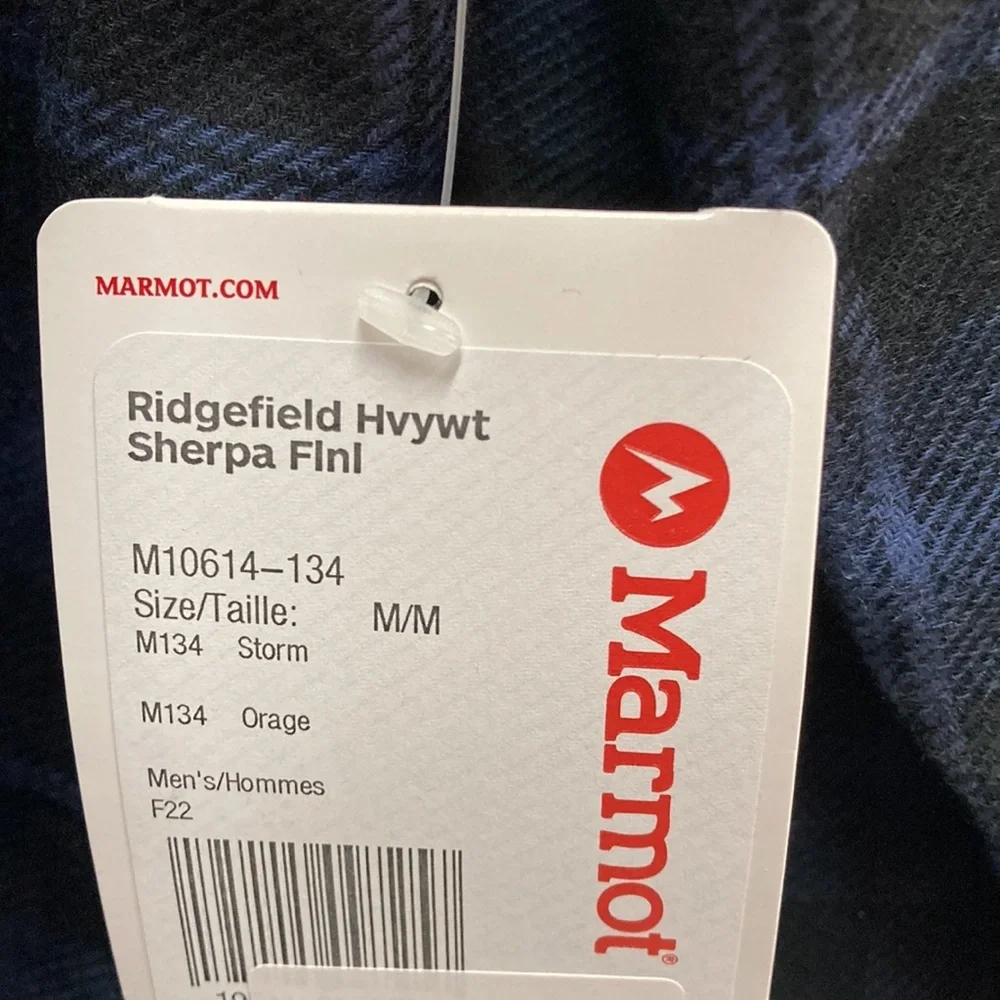 MARMOT.COM
Ridgefield Hvywt
Sherpa Flnl
M10614-134
Size/Taille: M/M
M134 Storm
M134 Orage
Men's/Hommes
F22
Marmot®